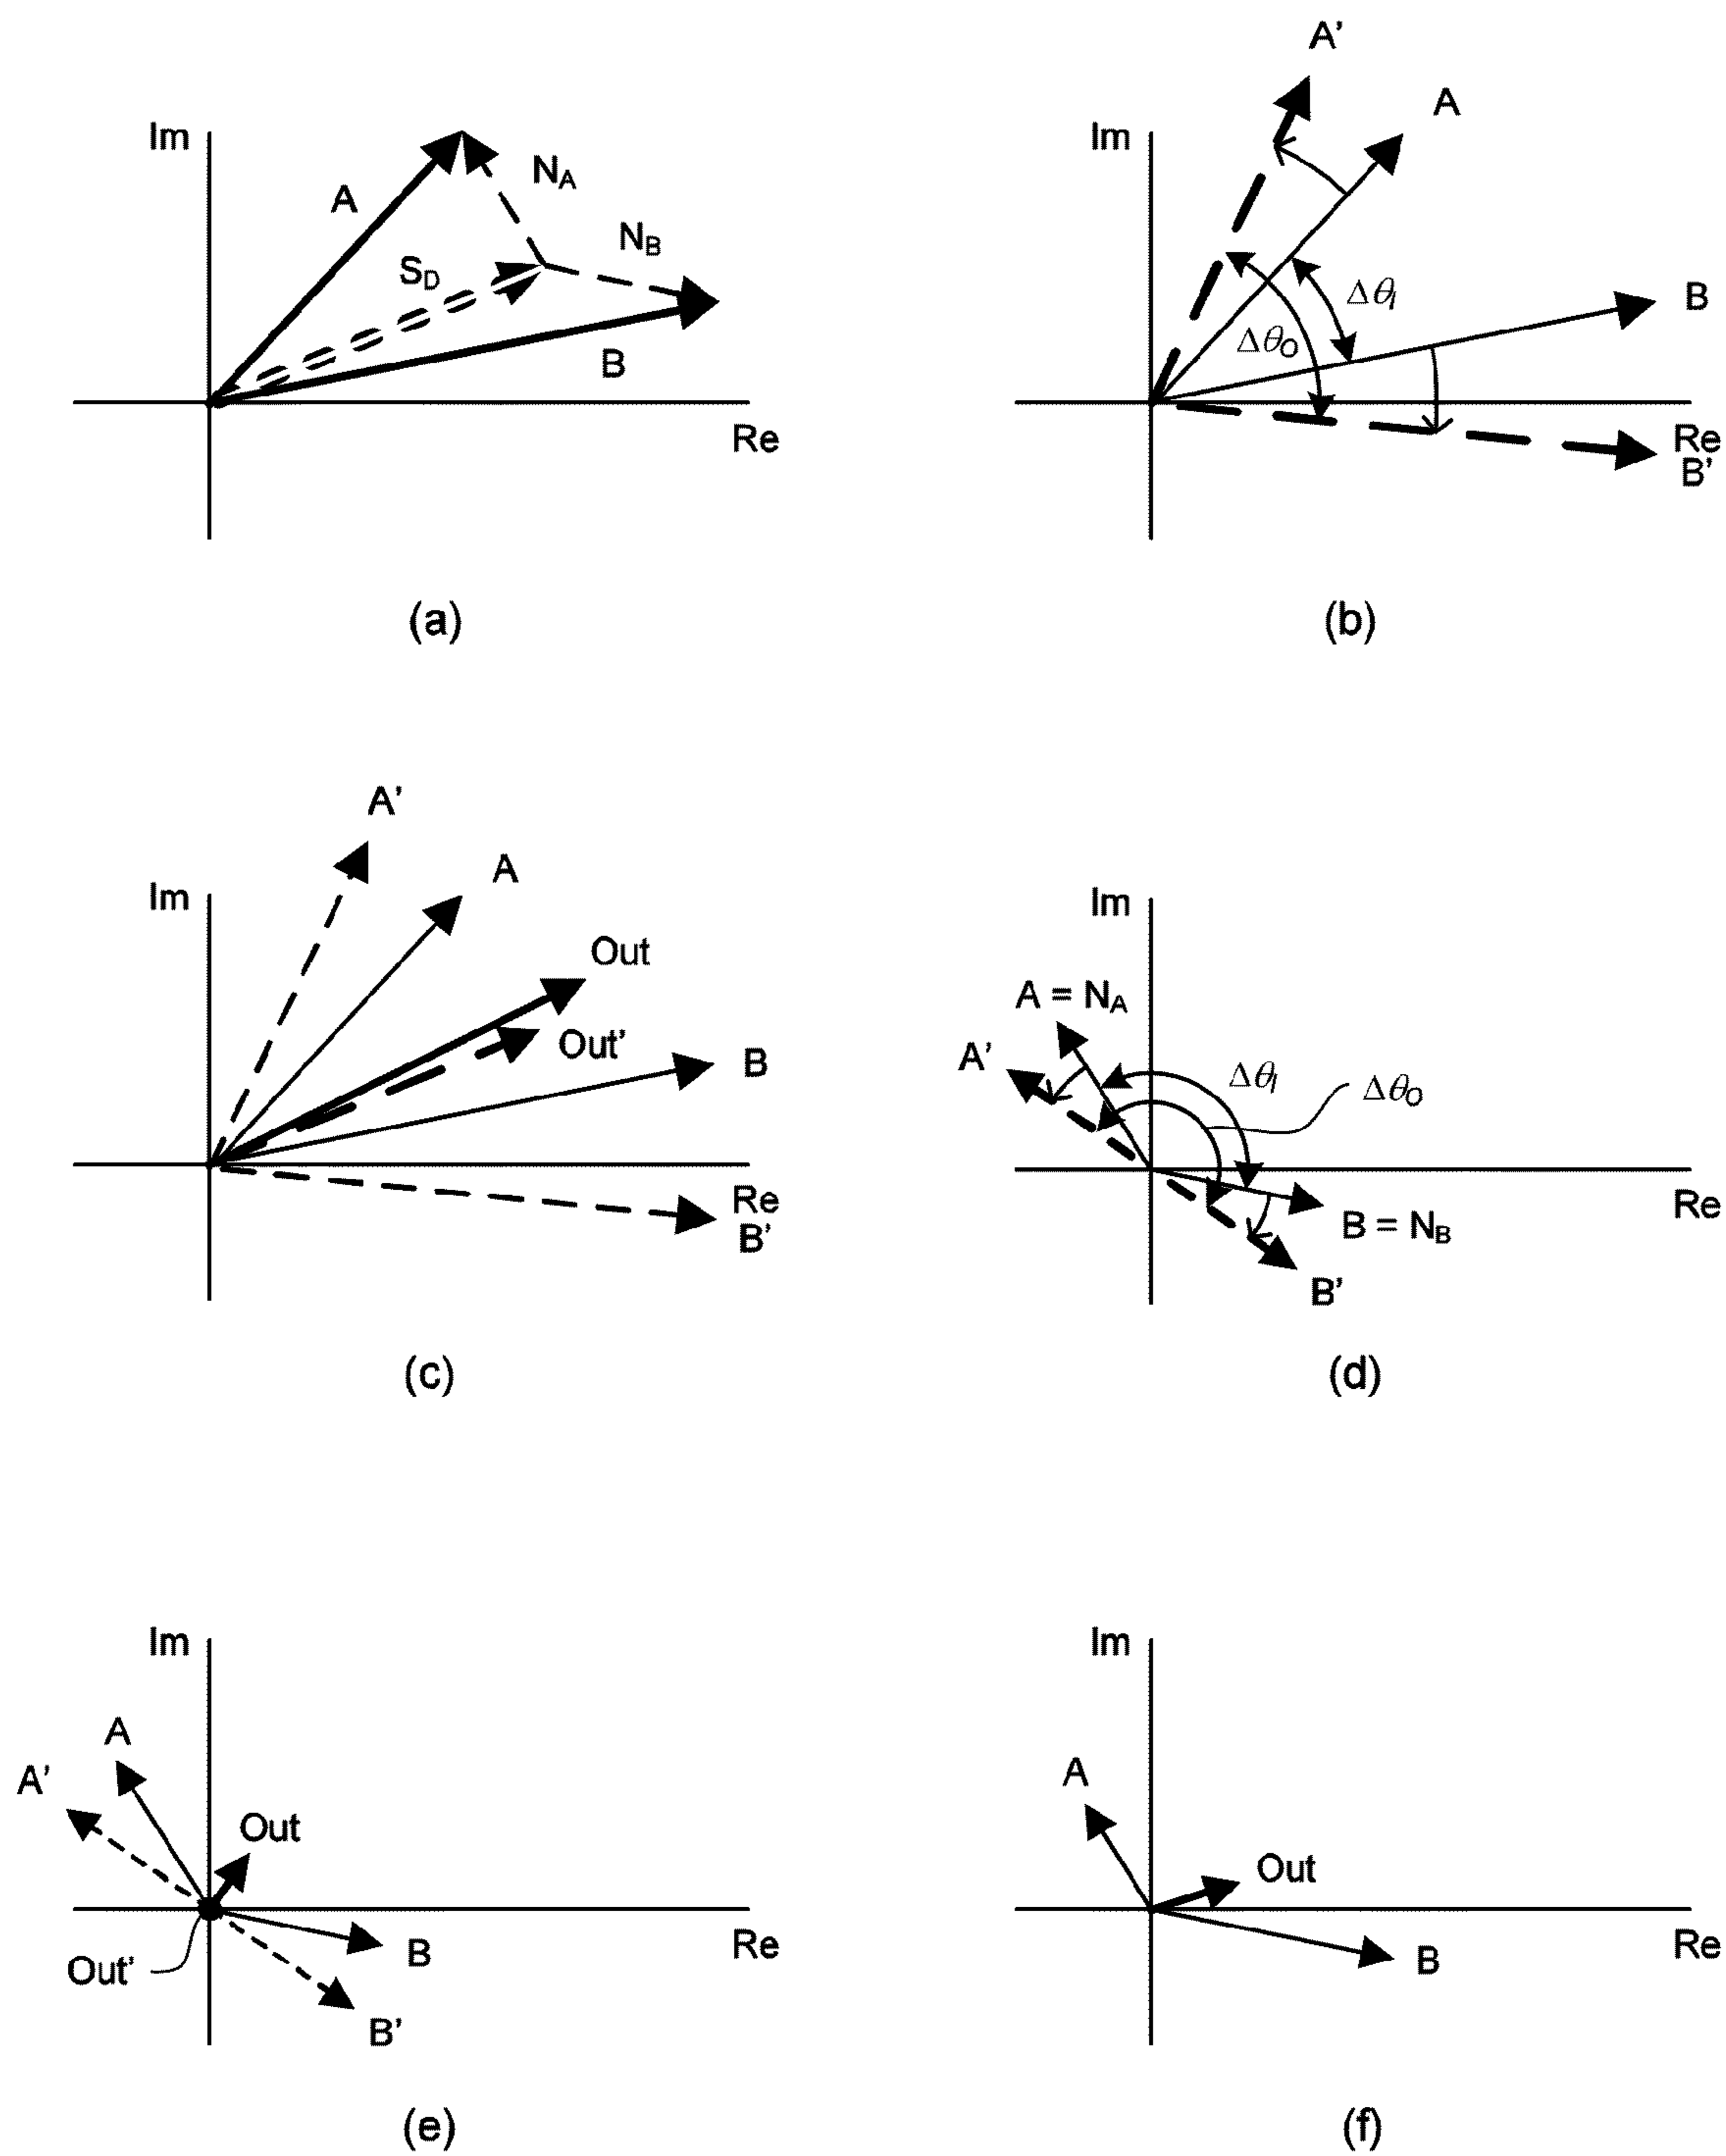 Im
A
N_A
N_B
S_D
B
Re
(a)
A'
A
Im
B
Δθ_I
Δθ_O
Re
B'
(b)
A'
A
Im
Out
Out'
B
Re
B'
(c)
Im
A = N_A
A'
Δθ_I
Δθ_O
Re
B = N_B
B'
(d)
Im
A
A'
Out
Re
B
Out'
B'
(e)
Im
A
Out
Re
B
(f)